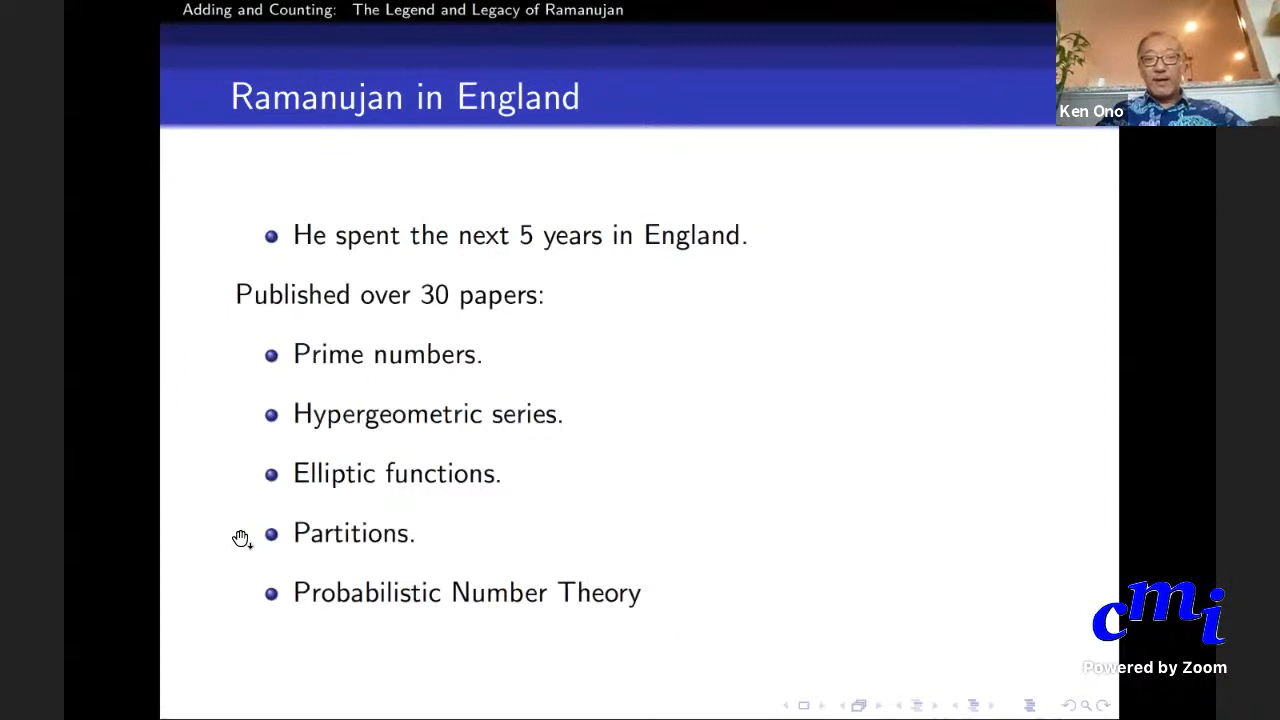 Adding and Counting: The Legend and Legacy of Ramanujan
Ramanujan in England
Ken Ono
He spent the next 5 years in England.
Published over 30 papers:
Prime numbers.
Hypergeometric series.
Elliptic functions.
Partitions.
Probabilistic Number Theory
cmi
Powered by Zoom